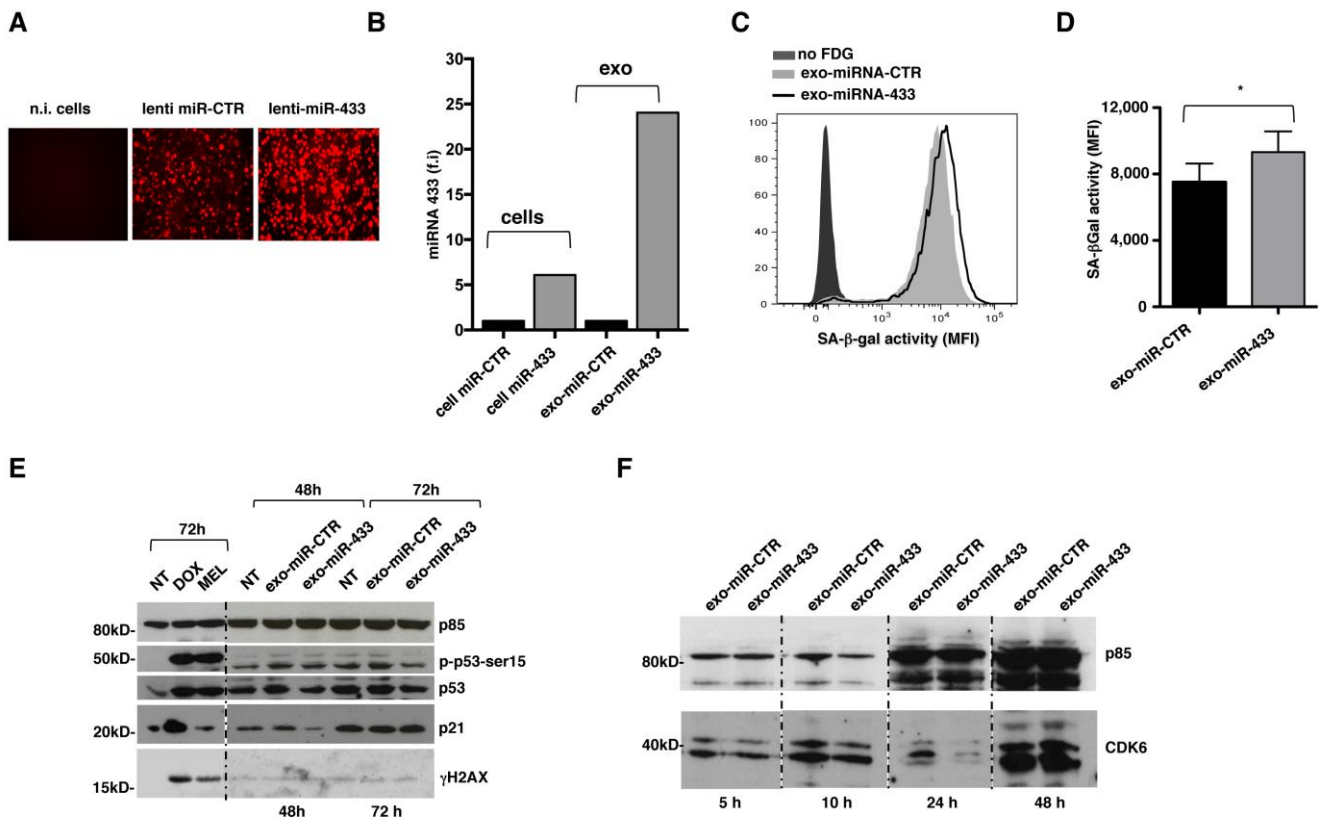 A
n.i. cells
lenti miR-CTR
lenti-miR-433
B
miRNA 433 (f.i)
30
25
20
15
10
5
0
cells
exo
cell miR-CTR
cell miR-433
exo-miR-CTR
exo-miR-433
C
no FDG
exo-miRNA-CTR
exo-miRNA-433
100
80
60
40
20
0
0 10³ 10⁴ 10⁵
SA-β-gal activity (MFI)
D
*
SA-βGal activity (MFI)
12,000
8,000
4,000
0
exo-miR-CTR
exo-miR-433
E
48h 72h
72h
NT DOX MEL NT exo-miR-CTR exo-miR-433 NT exo-miR-CTR exo-miR-433
80kD- p85
50kD- p-p53-ser15
p53
20kD- p21
15kD- γH2AX
48h 72 h
F
exo-miR-CTR exo-miR-433 exo-miR-CTR exo-miR-433 exo-miR-CTR exo-miR-433 exo-miR-CTR exo-miR-433
80kD- p85
40kD- CDK6
5 h 10 h 24 h 48 h